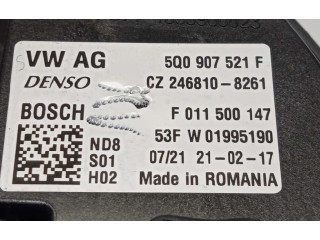 VW AG 5Q0 907 521 F
DENSO CZ 246810-8261
BOSCH F 011 500 147
53F W 01995190
ND8 07/21 21-02-17
S01
H02 Made in ROMANIA